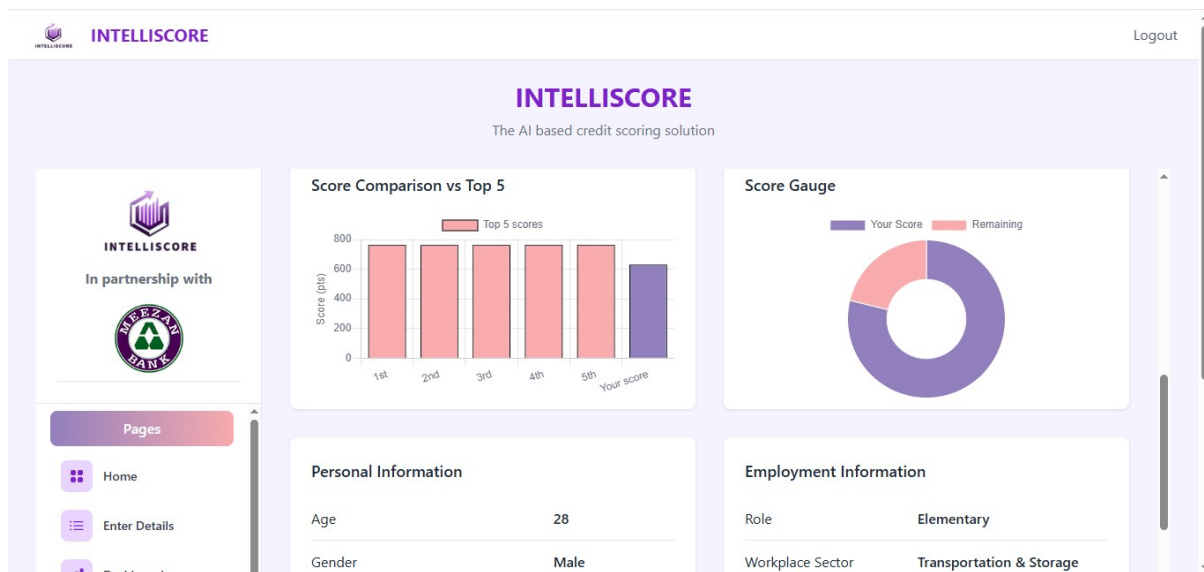 INTELLISCORE
INTELLISCORE
Logout
INTELLISCORE
The AI based credit scoring solution
INTELLISCORE
In partnership with
MEEZAN
BANK
Pages
Home
Enter Details
Score Comparison vs Top 5
Top 5 scores
Score (pts)
800
600
400
200
0
1st 2nd 3rd 4th 5th Your score
Score Gauge
Your Score Remaining
Personal Information
Age 28
Gender Male
Employment Information
Role Elementary
Workplace Sector Transportation & Storage